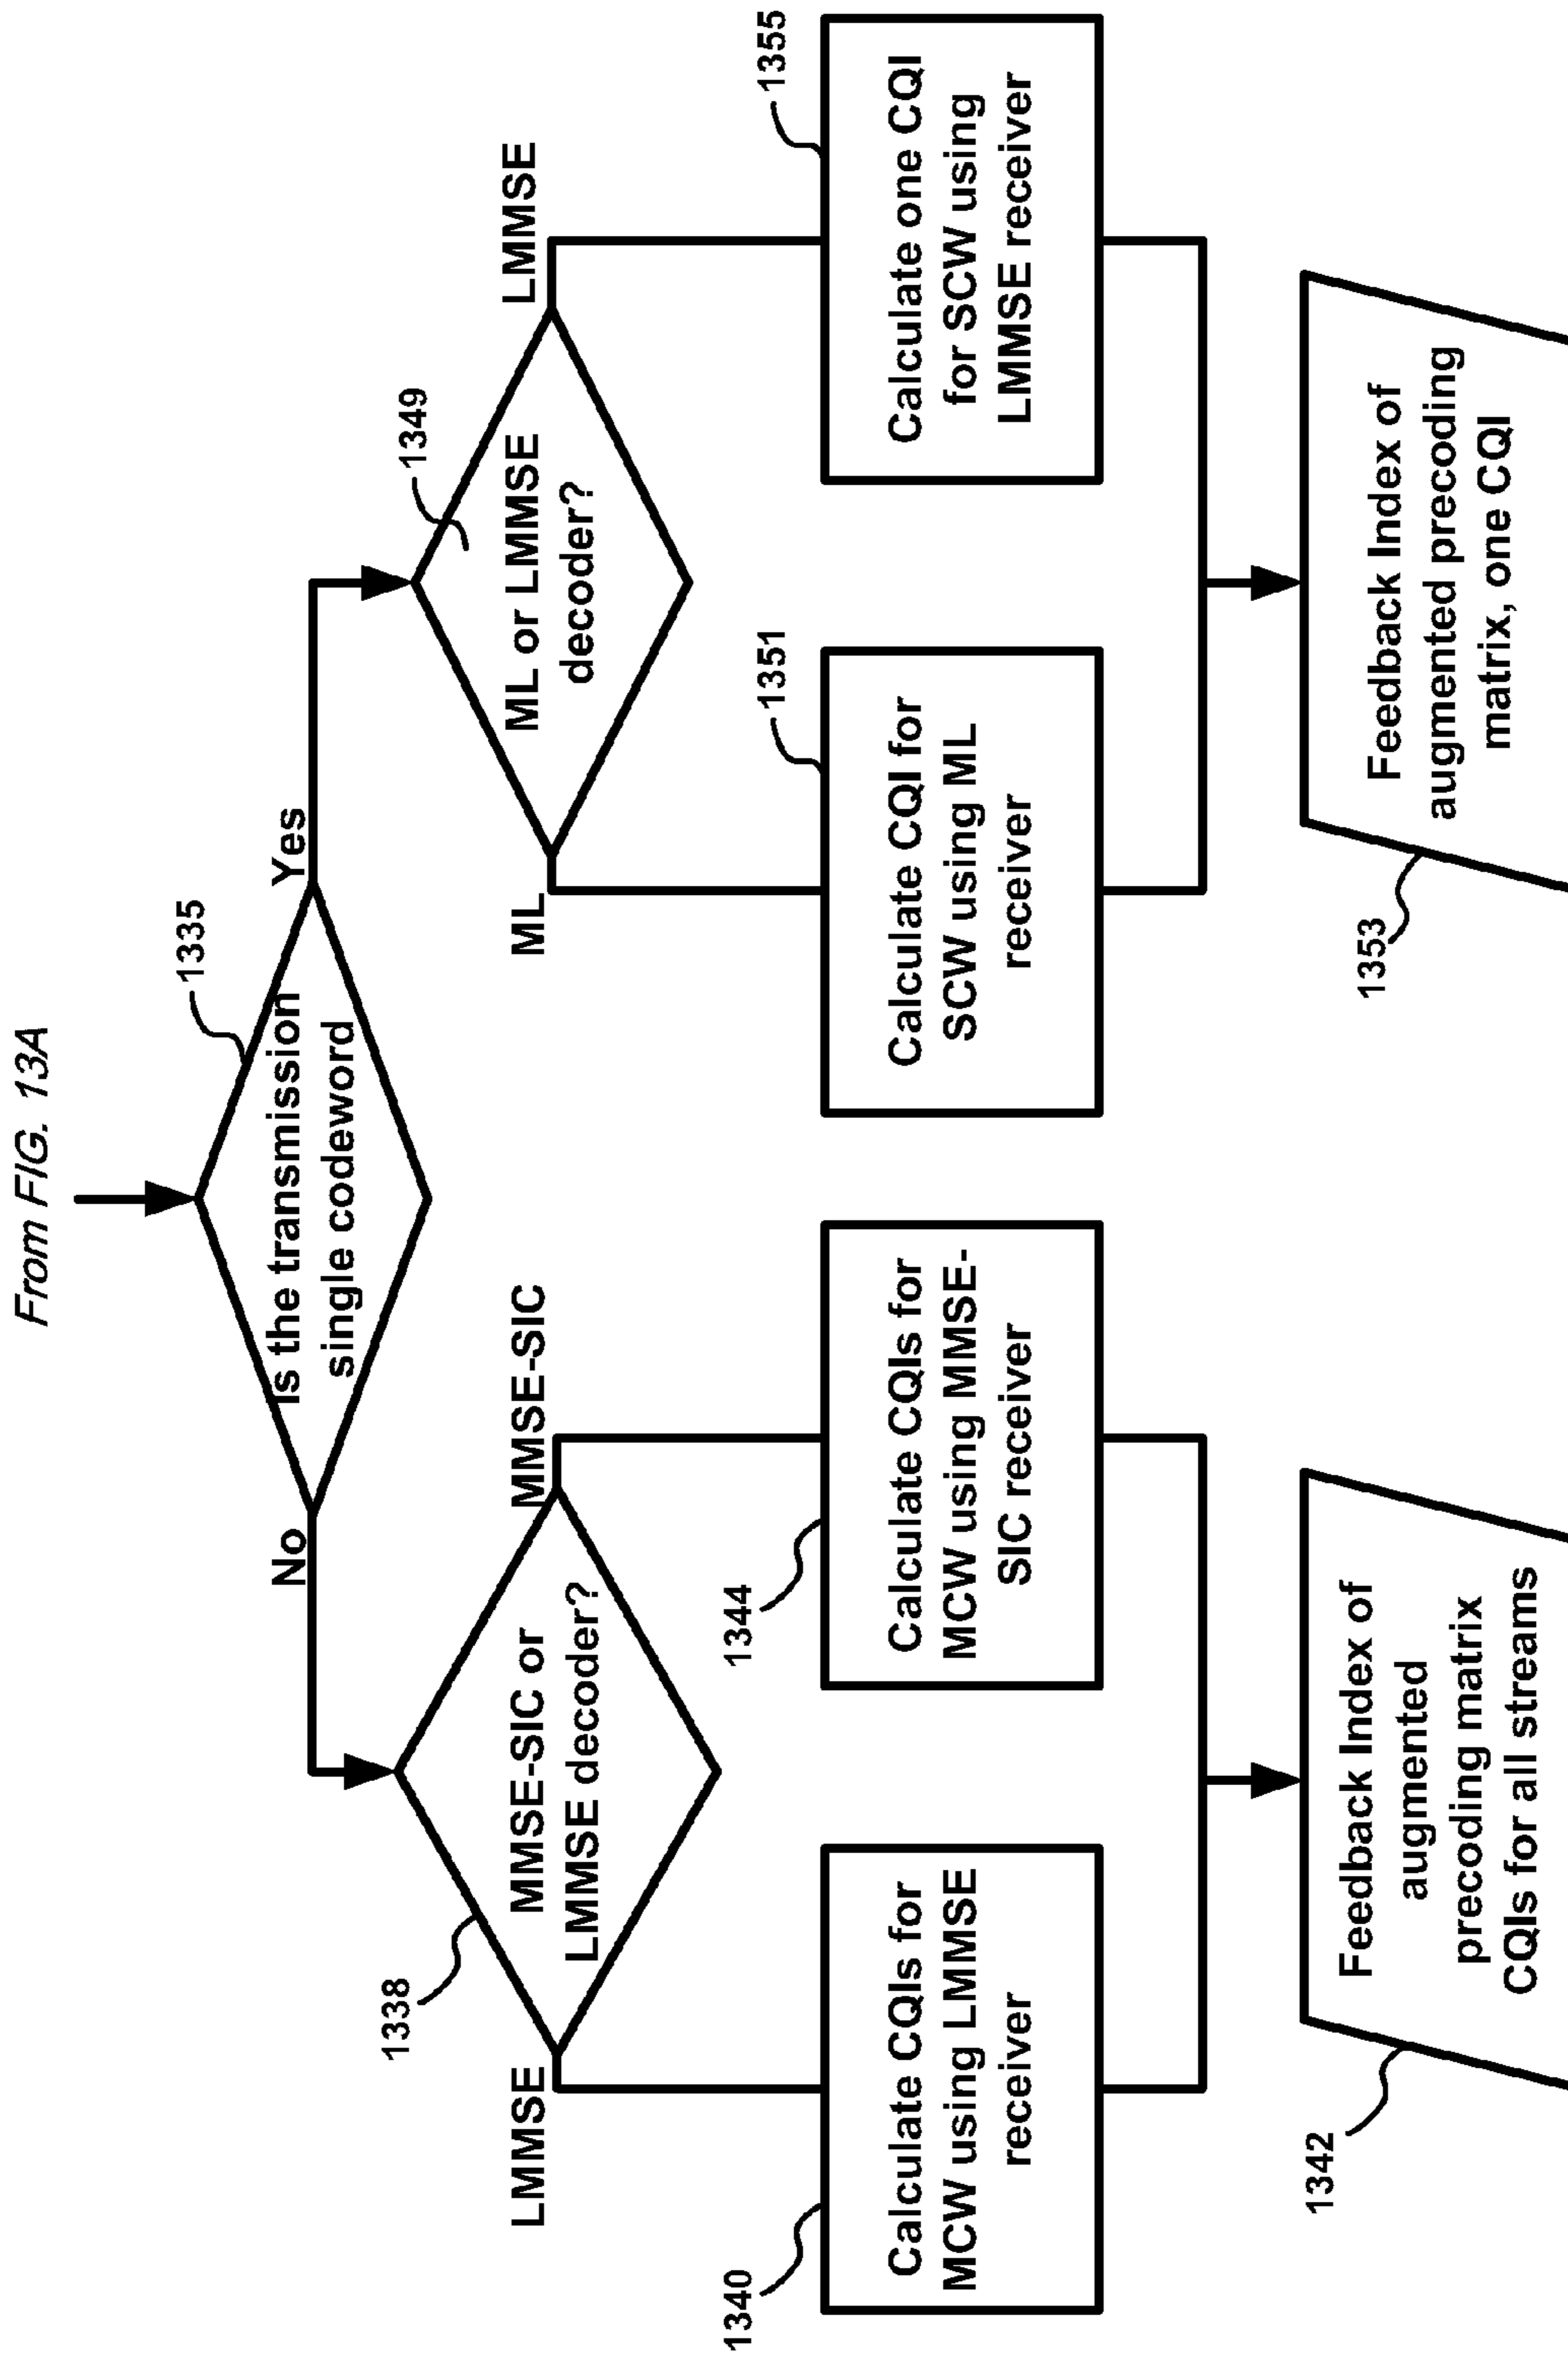 From FIG. 13A
1335
Is the transmission
single codeword
No
Yes
1338
MMSE-SIC or
LMMSE decoder?
LMMSE
MMSE-SIC
1349
ML or LMMSE
decoder?
ML
LMMSE
1340
Calculate CQIs for
MCW using LMMSE
receiver
1344
Calculate CQIs for
MCW using MMSE-
SIC receiver
1351
Calculate CQI for
SCW using ML
receiver
1355
Calculate one CQI
for SCW using
LMMSE receiver
1342
Feedback Index of
augmented
precoding matrix
CQIs for all streams
1353
Feedback Index of
augmented precoding
matrix, one CQI